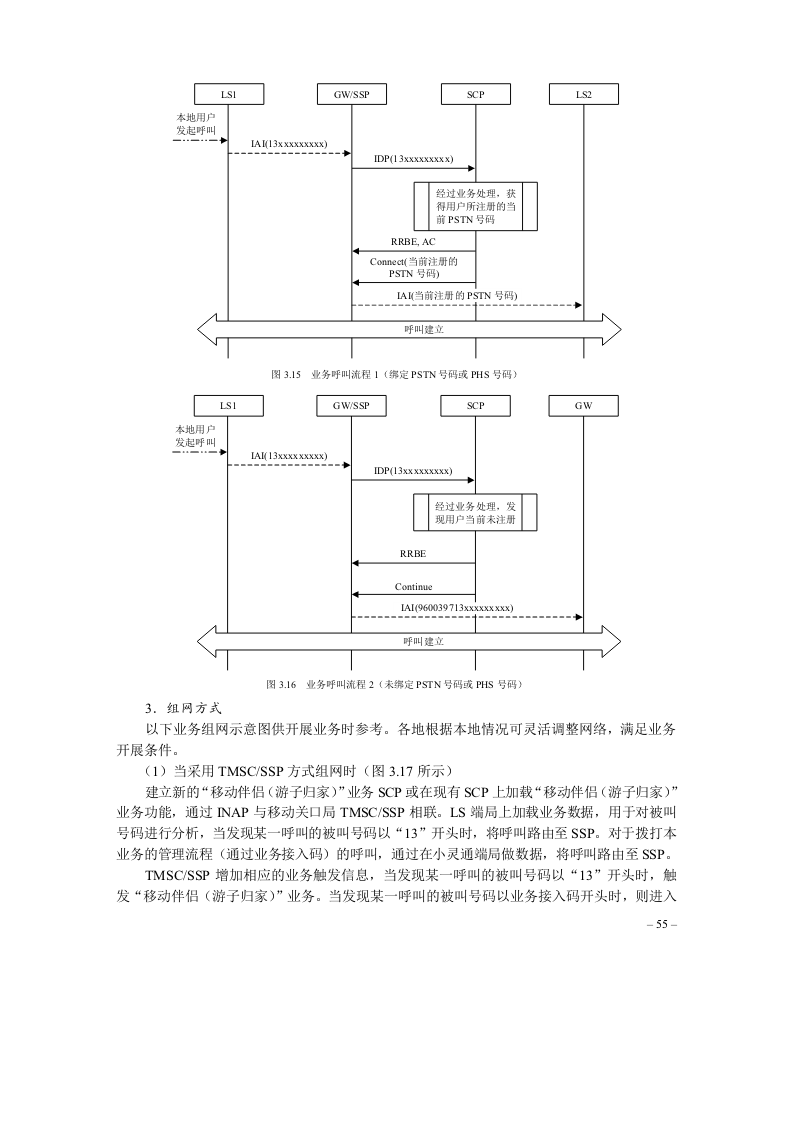 LS1
GW/SSP
SCP
LS2
本地用户
发起呼叫
IAI(13xxxxxxxxx)
IDP(13xxxxxxxxx)
经过业务处理，获
得用户所注册的当
前 PSTN 号码
RRBE, AC
Connect(当前注册的
PSTN 号码)
IAI(当前注册的 PSTN 号码)
呼叫建立
图 3.15 业务呼叫流程 1（绑定 PSTN 号码或 PHS 号码）
LS1
GW/SSP
SCP
GW
本地用户
发起呼叫
IAI(13xxxxxxxxx)
IDP(13xxxxxxxxx)
经过业务处理，发
现用户当前未注册
RRBE
Continue
IAI(960039713xxxxxxxxx)
呼叫建立
图 3.16 业务呼叫流程 2（未绑定 PSTN 号码或 PHS 号码）
3．组网方式
以下业务组网示意图供开展业务时参考。各地根据本地情况可灵活调整网络，满足业务
开展条件。
（1）当采用 TMSC/SSP 方式组网时（图 3.17 所示）
建立新的“移动伴侣（游子归家）”业务 SCP 或在现有 SCP 上加载“移动伴侣（游子归家）”
业务功能，通过 INAP 与移动关口局 TMSC/SSP 相联。LS 端局上加载业务数据，用于对被叫
号码进行分析，当发现某一呼叫的被叫号码以“13”开头时，将呼叫路由至 SSP。对于拨打本
业务的管理流程（通过业务接入码）的呼叫，通过在小灵通端局做数据，将呼叫路由至 SSP。
TMSC/SSP 增加相应的业务触发信息，当发现某一呼叫的被叫号码以“13”开头时，触
发“移动伴侣（游子归家）”业务。当发现某一呼叫的被叫号码以业务接入码开头时，则进入
– 55 –